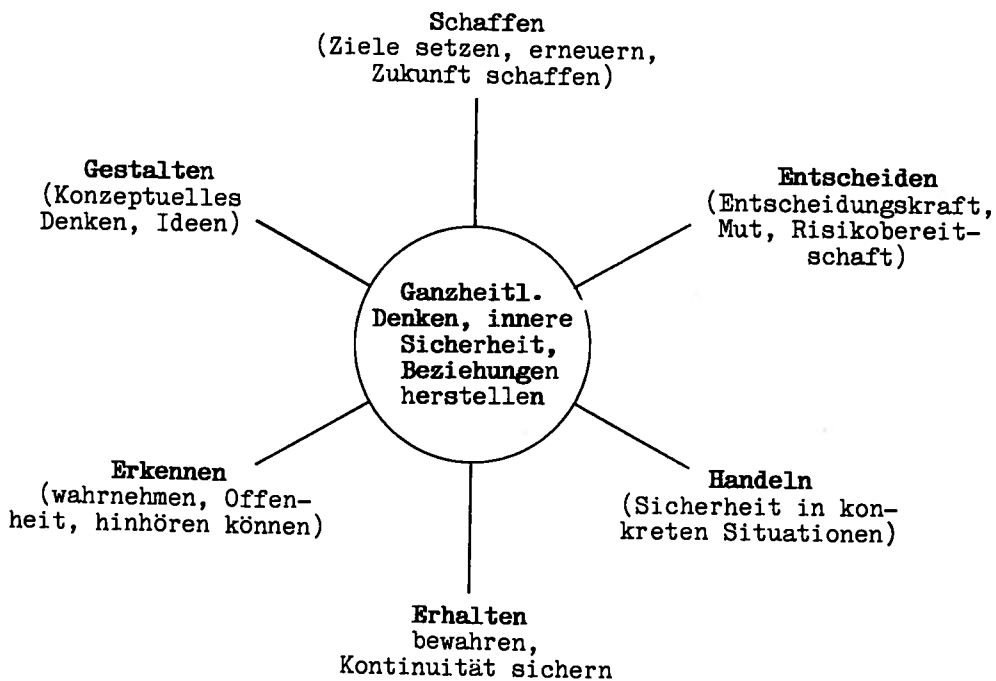 Schaffen
(Ziele setzen, erneuern,
Zukunft schaffen)
Gestalten
(Konzeptuelles
Denken, Ideen)
Entscheiden
(Entscheidungskraft,
Mut, Risikobereit-
schaft)
Ganzheitl.
Denken, innere
Sicherheit,
Beziehungen
herstellen
Erkennen
(wahrnehmen, Offen-
heit, hinhören können)
Handeln
(Sicherheit in kon-
kreten Situationen)
Erhalten
bewahren,
Kontinuität sichern